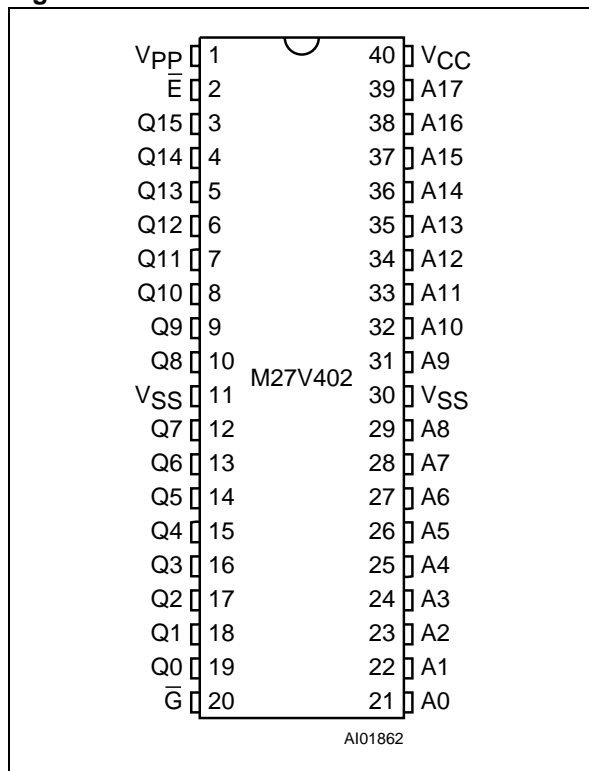 VPP 1 40 VCC
E̅ 2 39 A17
Q15 3 38 A16
Q14 4 37 A15
Q13 5 36 A14
Q12 6 35 A13
Q11 7 34 A12
Q10 8 33 A11
Q9 9 32 A10
Q8 10 31 A9
M27V402
VSS 11 30 VSS
Q7 12 29 A8
Q6 13 28 A7
Q5 14 27 A6
Q4 15 26 A5
Q3 16 25 A4
Q2 17 24 A3
Q1 18 23 A2
Q0 19 22 A1
G̅ 20 21 A0
AI01862